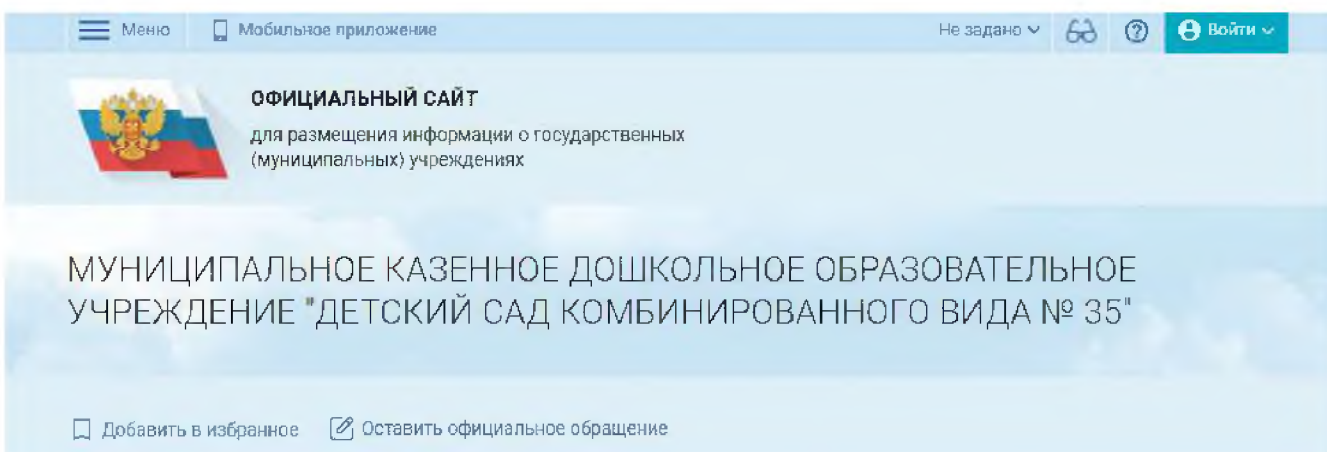 Меню Мобильное приложение Не задано Войти
ОФИЦИАЛЬНЫЙ САЙТ
для размещения информации о государственных
(муниципальных) учреждениях
МУНИЦИПАЛЬНОЕ КАЗЕННОЕ ДОШКОЛЬНОЕ ОБРАЗОВАТЕЛЬНОЕ
УЧРЕЖДЕНИЕ "ДЕТСКИЙ САД КОМБИНИРОВАННОГО ВИДА № 35"
Добавить в избранное Оставить официальное обращение